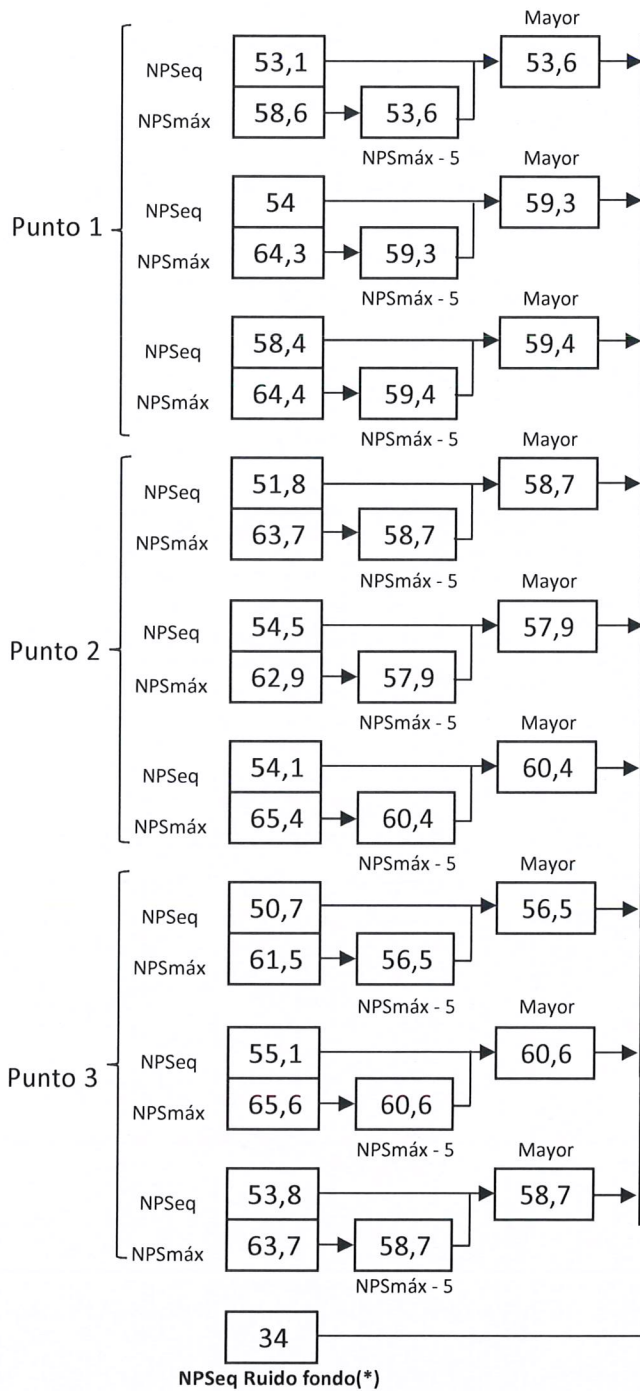 Mayor
NPSeq 53,1 53,6
NPSmáx 58,6 53,6
NPSmáx - 5
Mayor
NPSeq 54 59,3
Punto 1
NPSmáx 64,3 59,3
NPSmáx - 5
Mayor
NPSeq 58,4 59,4
NPSmáx 64,4 59,4
NPSmáx - 5
Mayor
NPSeq 51,8 58,7
NPSmáx 63,7 58,7
NPSmáx - 5
Mayor
NPSeq 54,5 57,9
Punto 2
NPSmáx 62,9 57,9
NPSmáx - 5
Mayor
NPSeq 54,1 60,4
NPSmáx 65,4 60,4
NPSmáx - 5
Mayor
NPSeq 50,7 56,5
NPSmáx 61,5 56,5
NPSmáx - 5
Mayor
NPSeq 55,1 60,6
Punto 3
NPSmáx 65,6 60,6
NPSmáx - 5
Mayor
NPSeq 53,8 58,7
NPSmáx 63,7 58,7
NPSmáx - 5
34
NPSeq Ruido fondo(*)